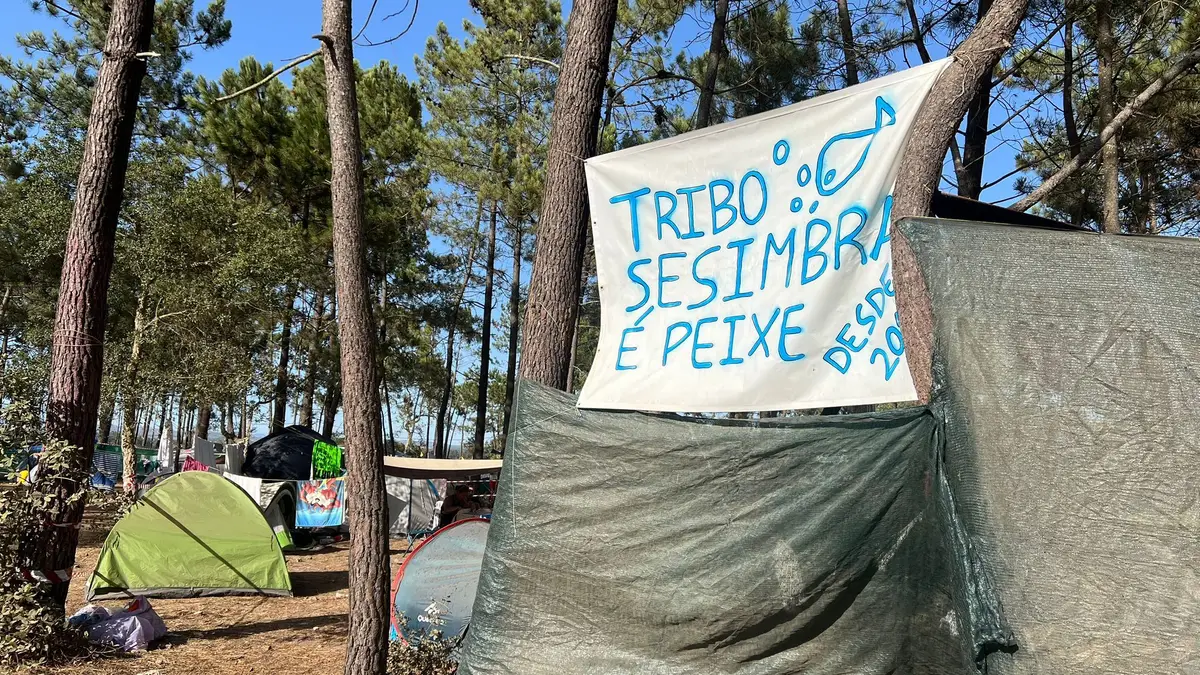 TRIBO
SESIMBRA
É PEIXE
DESDE